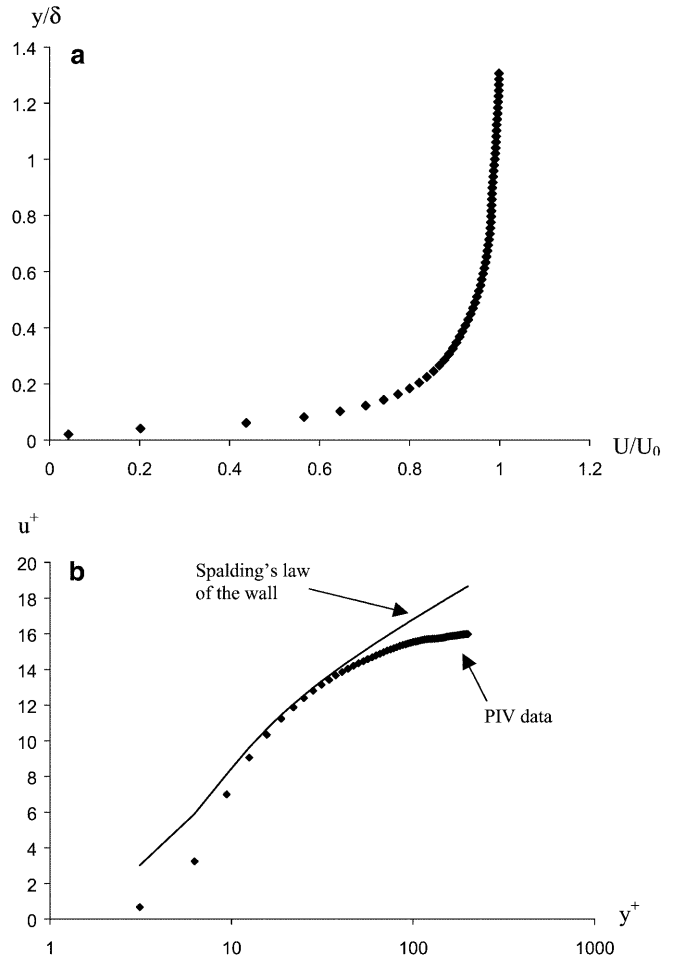 y/δ
a
1.4
1.2
1
0.8
0.6
0.4
0.2
0
0 0.2 0.4 0.6 0.8 1 1.2
U/U₀
u⁺
b
20
18
16
14
12
10
8
6
4
2
0
Spalding's law
of the wall
PIV data
1 10 100 1000
y⁺